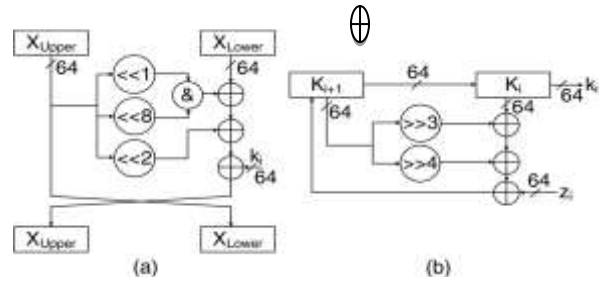 X_Upper X_Lower
64 64
<<1
&
<<8
<<2
k_i
64
X_Upper X_Lower
(a)
64
K_{i+1} K_i k_i
64 64 64
>>3
>>4
64
z_i
(b)